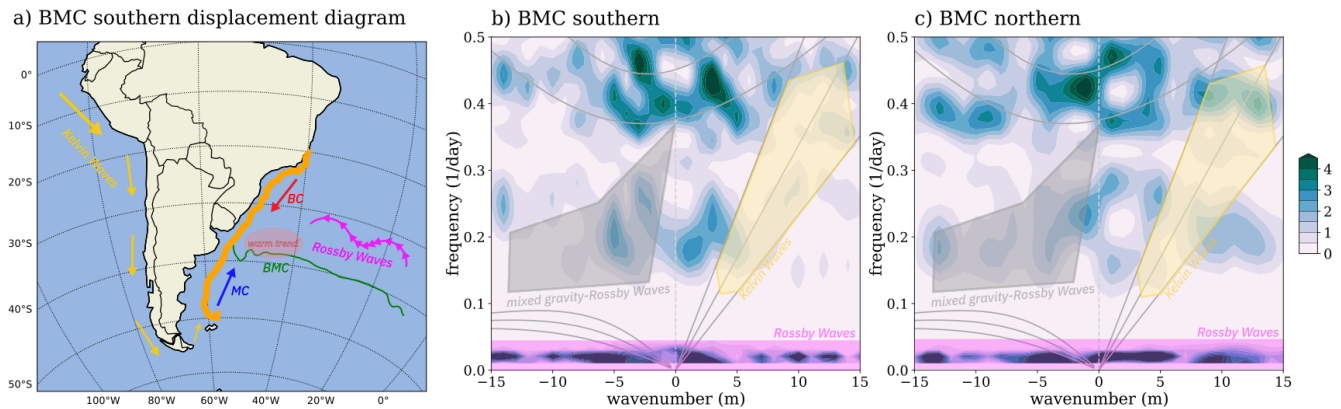 a) BMC southern displacement diagram
b) BMC southern
c) BMC northern
0°
10°S
20°S
30°S
40°S
50°S
100°W
80°W
60°W
40°W
20°W
0°
Kelvin Waves
BC
warm trend
Rossby Waves
BMC
MC
frequency (1/day)
0.5
0.4
0.3
0.2
0.1
0.0
mixed gravity-Rossby Waves
Kelvin Waves
Rossby Waves
−15
−10
−5
0
5
10
15
wavenumber (m)
frequency (1/day)
0.5
0.4
0.3
0.2
0.1
0.0
mixed gravity-Rossby Waves
Kelvin Waves
Rossby Waves
−15
−10
−5
0
5
10
15
wavenumber (m)
4
3
2
1
0